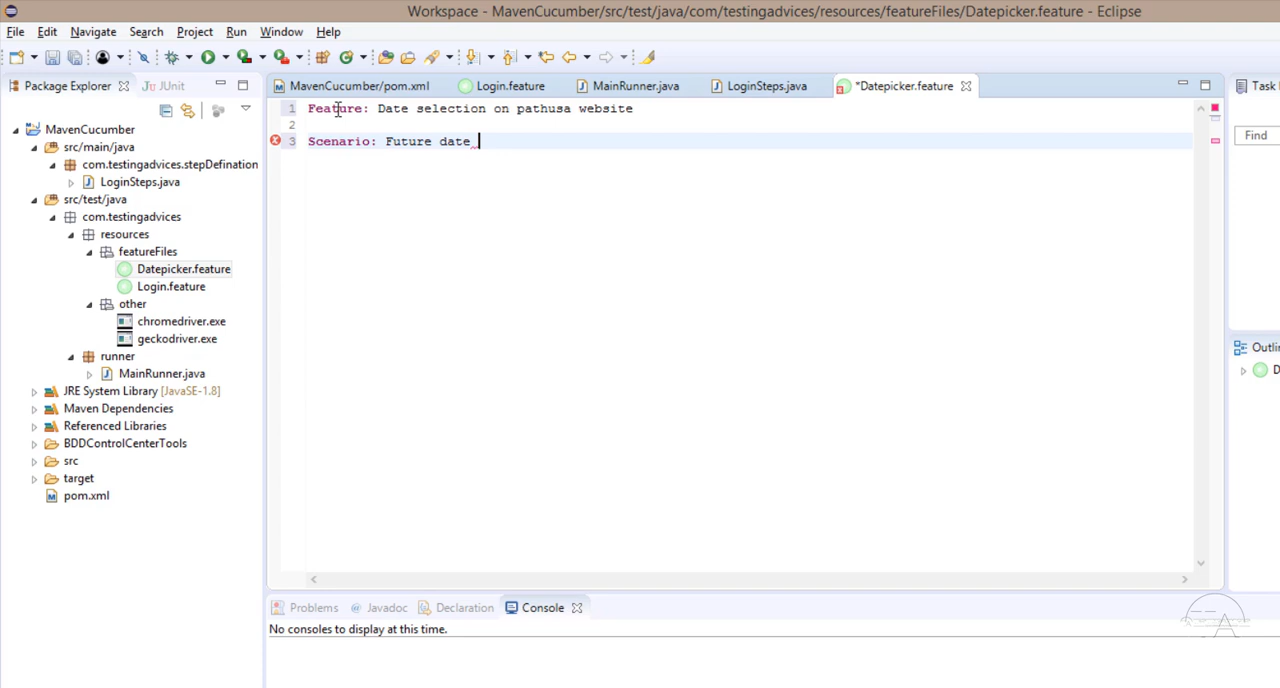 Workspace - MavenCucumber/src/test/java/com/testingadvices/resources/featureFiles/Datepicker.feature - Eclipse
File Edit Navigate Search Project Run Window Help
Package Explorer JUnit
MavenCucumber/pom.xml Login.feature MainRunner.java LoginSteps.java *Datepicker.feature
Task
Find
1 Feature: Date selection on pathusa website
2
3 Scenario: Future date
MavenCucumber
src/main/java
com.testingadvices.stepDefination
LoginSteps.java
src/test/java
com.testingadvices
resources
featureFiles
Datepicker.feature
Login.feature
other
chromedriver.exe
geckodriver.exe
runner
MainRunner.java
JRE System Library [JavaSE-1.8]
Maven Dependencies
Referenced Libraries
BDDControlCenterTools
src
target
pom.xml
Outli
D
Problems Javadoc Declaration Console
No consoles to display at this time.